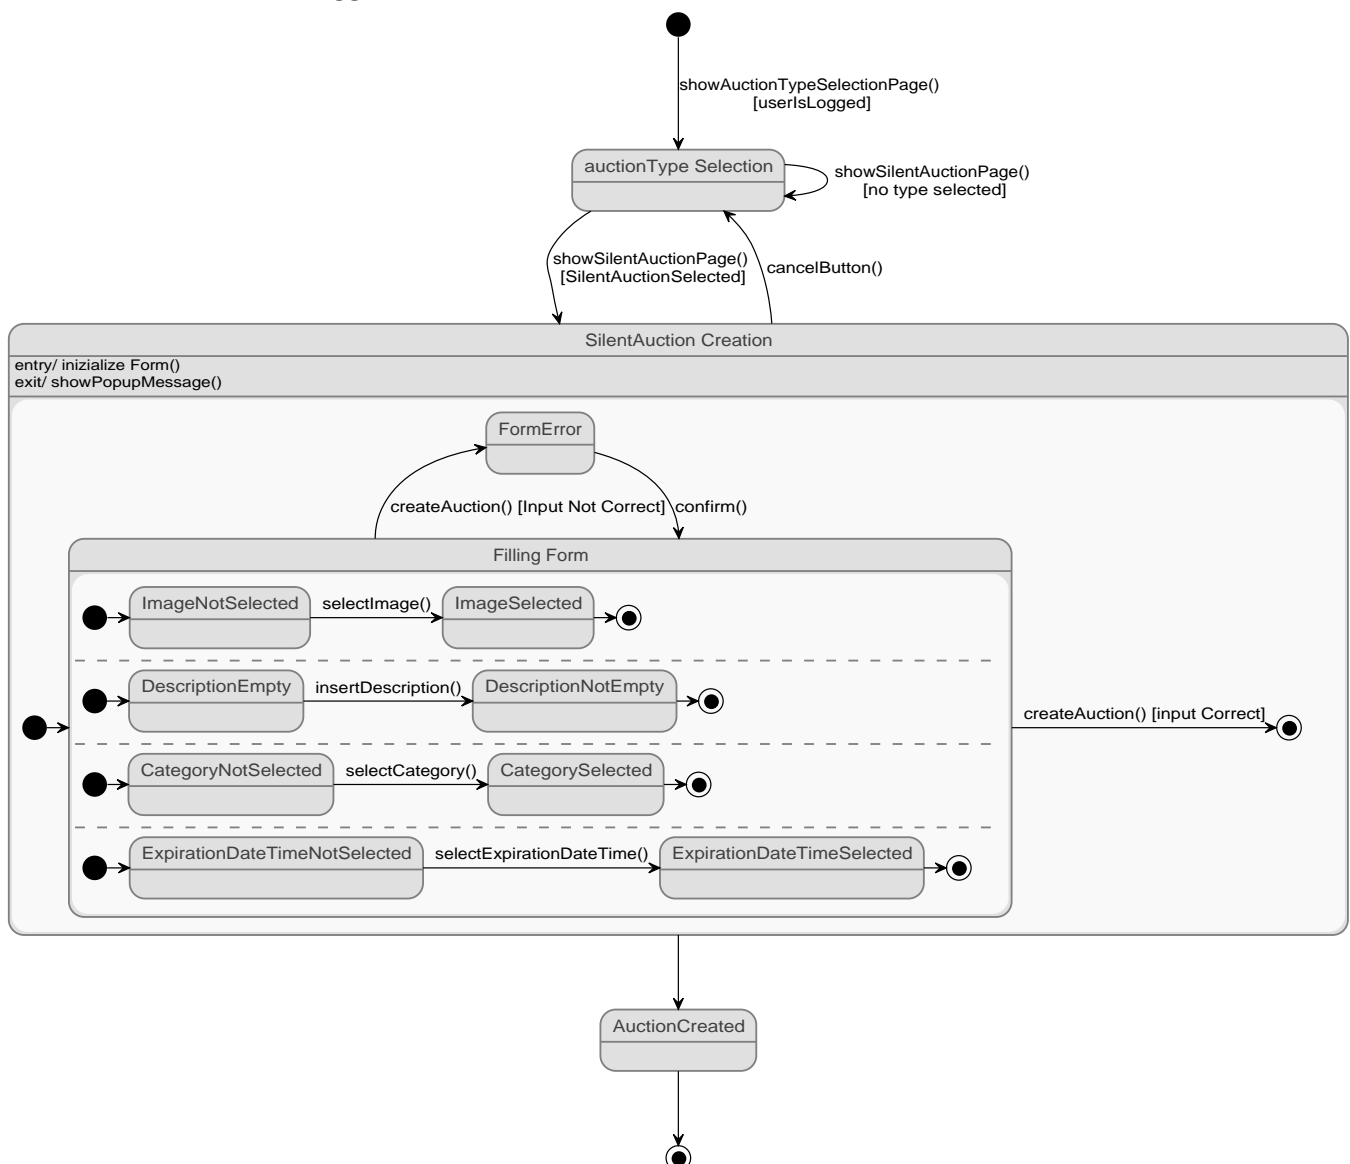 showAuctionTypeSelectionPage()
[userIsLogged]
auctionType Selection
showSilentAuctionPage()
[no type selected]
showSilentAuctionPage()
[SilentAuctionSelected]
cancelButton()
SilentAuction Creation
entry/ inizialize Form()
exit/ showPopupMessage()
FormError
createAuction() [Input Not Correct]
confirm()
Filling Form
ImageNotSelected
selectImage()
ImageSelected
DescriptionEmpty
insertDescription()
DescriptionNotEmpty
createAuction() [input Correct]
CategoryNotSelected
selectCategory()
CategorySelected
ExpirationDateTimeNotSelected
selectExpirationDateTime()
ExpirationDateTimeSelected
AuctionCreated